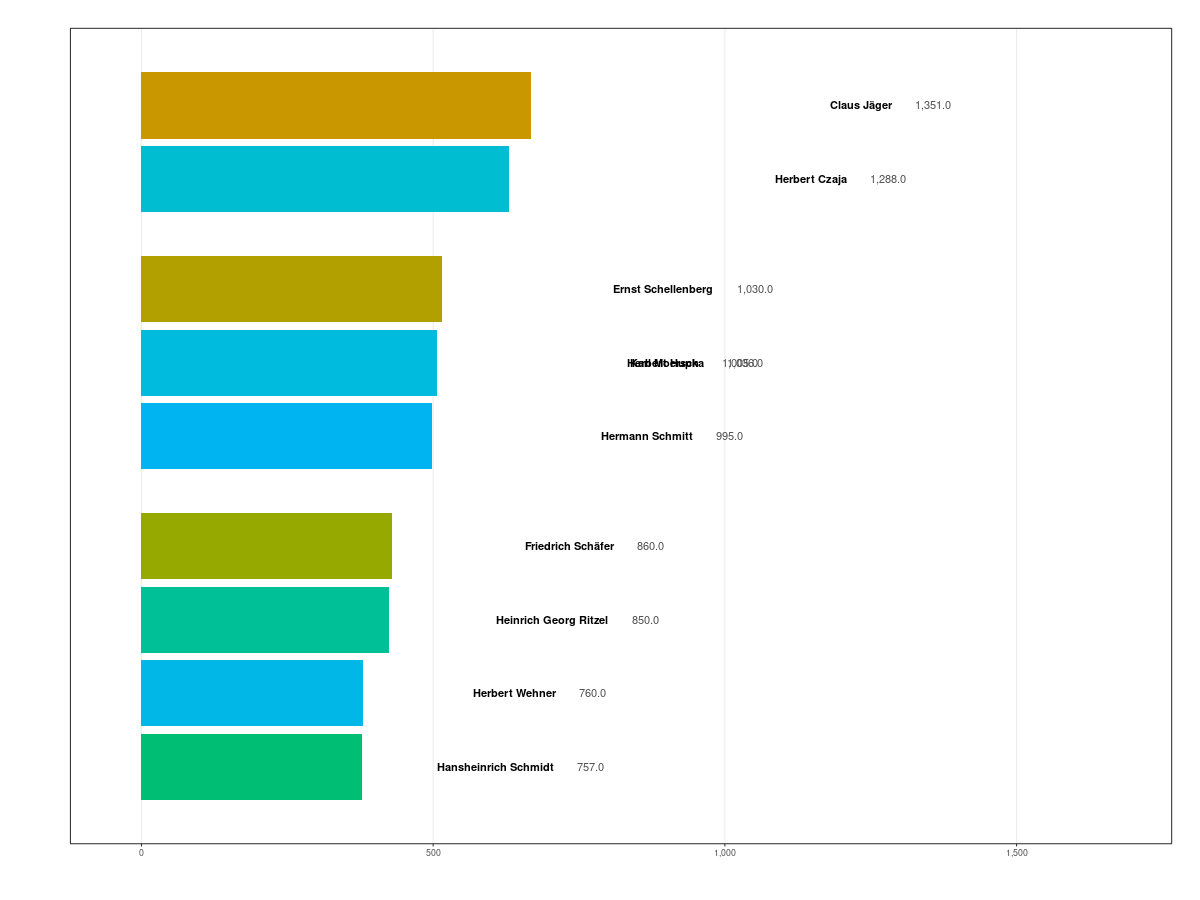 Claus Jäger 1,351.0
Herbert Czaja 1,288.0
Ernst Schellenberg 1,030.0
Hermann Schmitt 995.0
Friedrich Schäfer 860.0
Heinrich Georg Ritzel 850.0
Herbert Wehner 760.0
Hansheinrich Schmidt 757.0
0 500 1,000 1,500